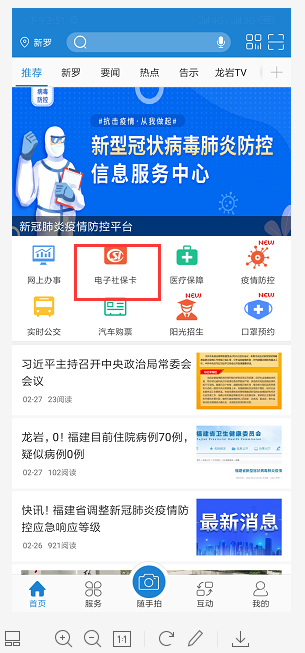 新罗
推荐 新罗 要闻 热点 告示 龙岩TV
病毒
防控
#抗击疫情·从我做起#
新型冠状病毒肺炎防控
信息服务中心
新冠肺炎疫情防控平台
网上办事 电子社保卡 医疗保障 NEW 疫情防控
实时公交 汽车购票 NEW 阳光招生 NEW 口罩预约
习近平主持召开中央政治局常委会
会议
02-27 23阅读
龙岩，0！福建目前住院病例70例，
疑似病例0例
02-27 102阅读
福建省卫生健康委员会
快讯！福建省调整新冠肺炎疫情防
控应急响应等级
02-26 921阅读
最新消息
首页 服务 随手拍 互动 我的
1:1